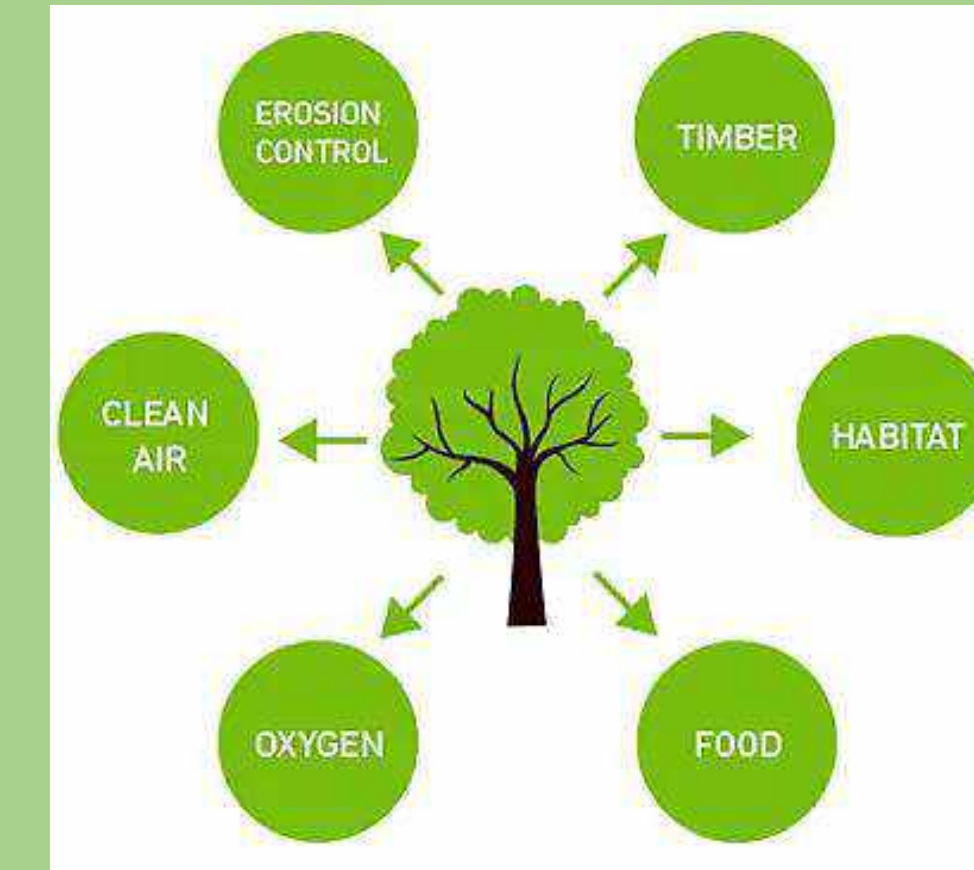 EROSION
CONTROL
TIMBER
CLEAN
AIR
HABITAT
OXYGEN
FOOD